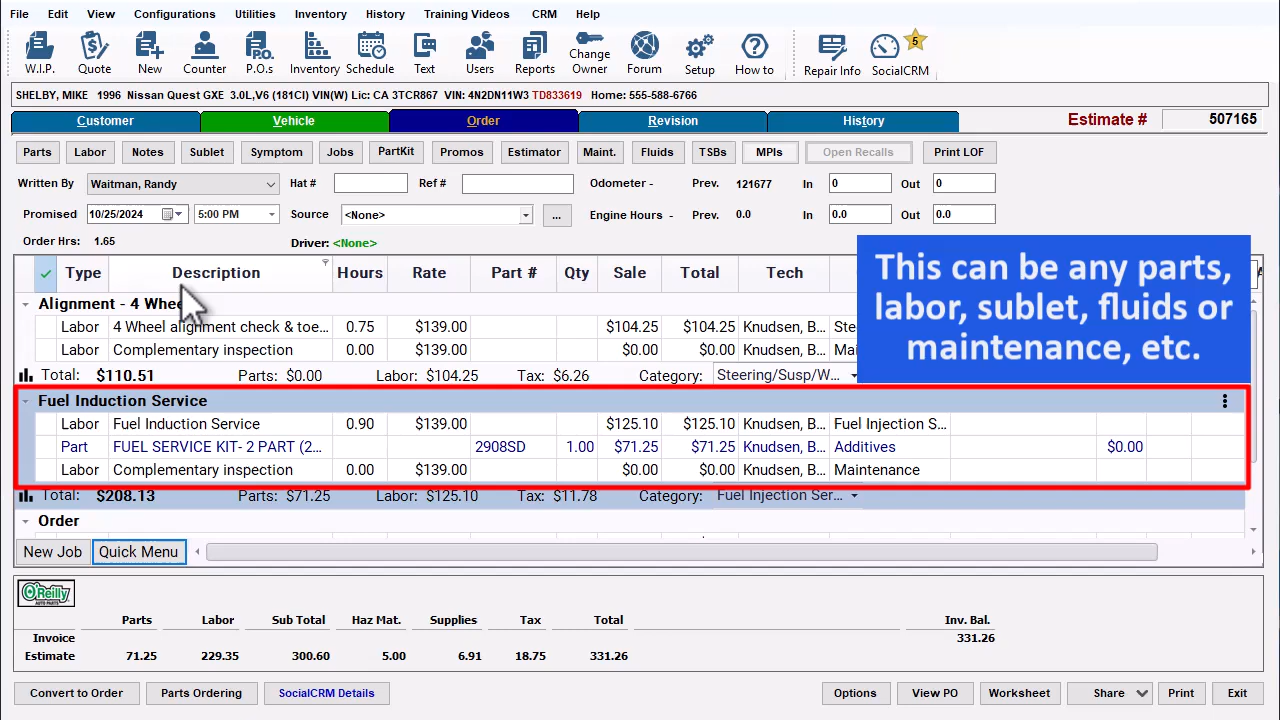 File Edit View Configurations Utilities Inventory History Training Videos CRM Help
W.I.P. Quote New Counter P.O.s Inventory Schedule Text Users Reports Change Owner Forum Setup How to Repair Info SocialCRM 5
SHELBY, MIKE 1996 Nissan Quest GXE 3.0L,V6 (181CI) VIN(W) Lic: CA 3TCR867 VIN: 4N2DN11W3 TD833619 Home: 555-588-6766
Customer Vehicle Order Revision History Estimate # 507165
Parts Labor Notes Sublet Symptom Jobs PartKit Promos Estimator Maint. Fluids TSBs MPIs Open Recalls Print LOF
Written By Waitman, Randy Hat # Ref # Odometer - Prev. 121677 In 0 Out 0
Promised 10/25/2024 5:00 PM Source <None> ... Engine Hours - Prev. 0.0 In 0.0 Out 0.0
Order Hrs: 1.65 Driver: <None>
This can be any parts,
labor, sublet, fluids or
maintenance, etc.
Type Description Hours Rate Part # Qty Sale Total Tech
Alignment - 4 Whee
Labor 4 Wheel alignment check & toe... 0.75 $139.00 $104.25 $104.25 Knudsen, B... Ste
Labor Complementary inspection 0.00 $139.00 $0.00 $0.00 Knudsen, B... Mai
Total: $110.51 Parts: $0.00 Labor: $104.25 Tax: $6.26 Category: Steering/Susp/W...
Fuel Induction Service
Labor Fuel Induction Service 0.90 $139.00 $125.10 $125.10 Knudsen, B... Fuel Injection S...
Part FUEL SERVICE KIT- 2 PART (2... 2908SD 1.00 $71.25 $71.25 Knudsen, B... Additives $0.00
Labor Complementary inspection 0.00 $139.00 $0.00 $0.00 Knudsen, B... Maintenance
Total: $208.13 Parts: $71.25 Labor: $125.10 Tax: $11.78 Category: Fuel Injection Ser...
Order
New Job Quick Menu
O'Reilly AUTO PARTS
Parts Labor Sub Total Haz Mat. Supplies Tax Total Inv. Bal.
Invoice 331.26
Estimate 71.25 229.35 300.60 5.00 6.91 18.75 331.26
Convert to Order Parts Ordering SocialCRM Details Options View PO Worksheet Share Print Exit